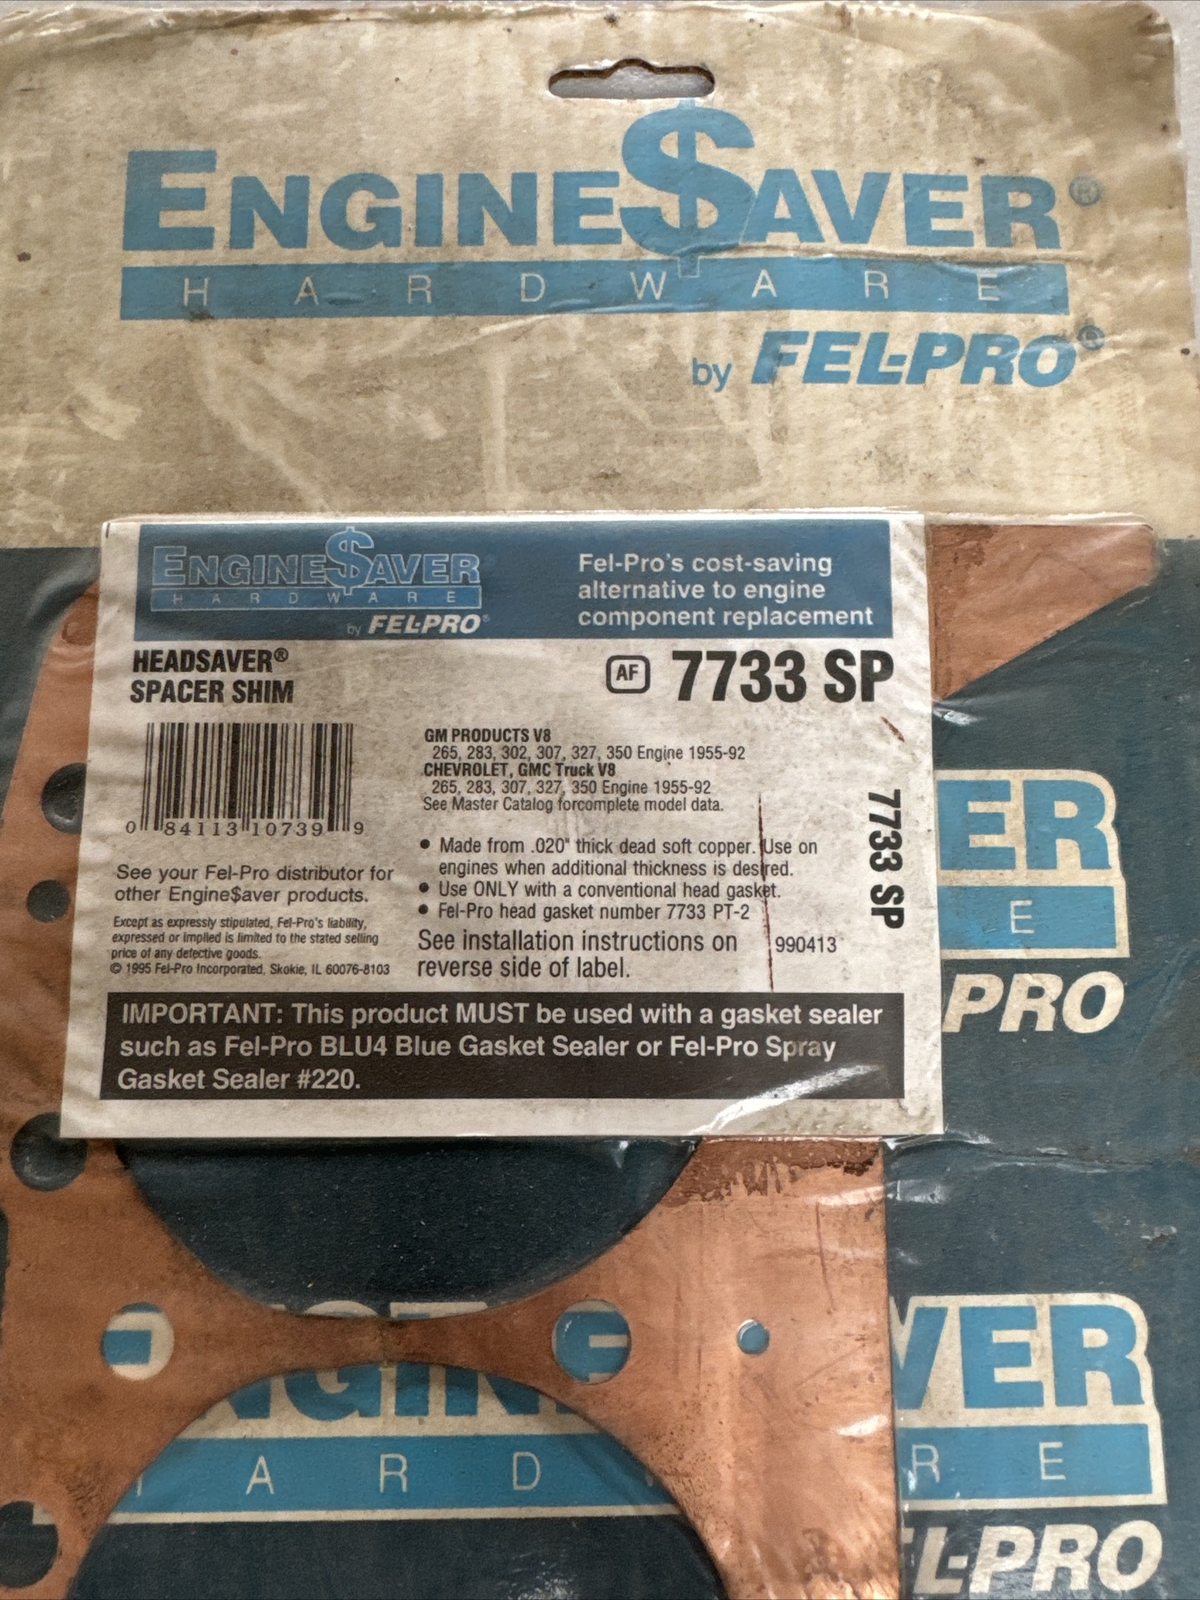 ENGINE$AVER®
HARDWARE
by FEL-PRO®
ENGINE$AVER
HARDWARE
by FEL-PRO®
Fel-Pro's cost-saving
alternative to engine
component replacement
HEADSAVER®
SPACER SHIM
AF 7733 SP
0 84113 10739 9
GM PRODUCTS V8
265, 283, 302, 307, 327, 350 Engine 1955-92
CHEVROLET, GMC Truck V8
265, 283, 307, 327, 350 Engine 1955-92
See Master Catalog forcomplete model data.
• Made from .020" thick dead soft copper. Use on
engines when additional thickness is desired.
• Use ONLY with a conventional head gasket.
• Fel-Pro head gasket number 7733 PT-2
See installation instructions on
reverse side of label.
990413
7733 SP
See your Fel-Pro distributor for
other Engine$aver products.
Except as expressly stipulated, Fel-Pro's liability,
expressed or implied is limited to the stated selling
price of any defective goods.
© 1995 Fel-Pro Incorporated, Skokie, IL 60076-8103
IMPORTANT: This product MUST be used with a gasket sealer
such as Fel-Pro BLU4 Blue Gasket Sealer or Fel-Pro Spray
Gasket Sealer #220.
ER
E
PRO
NGIN VER
ARD RE
L-PRO